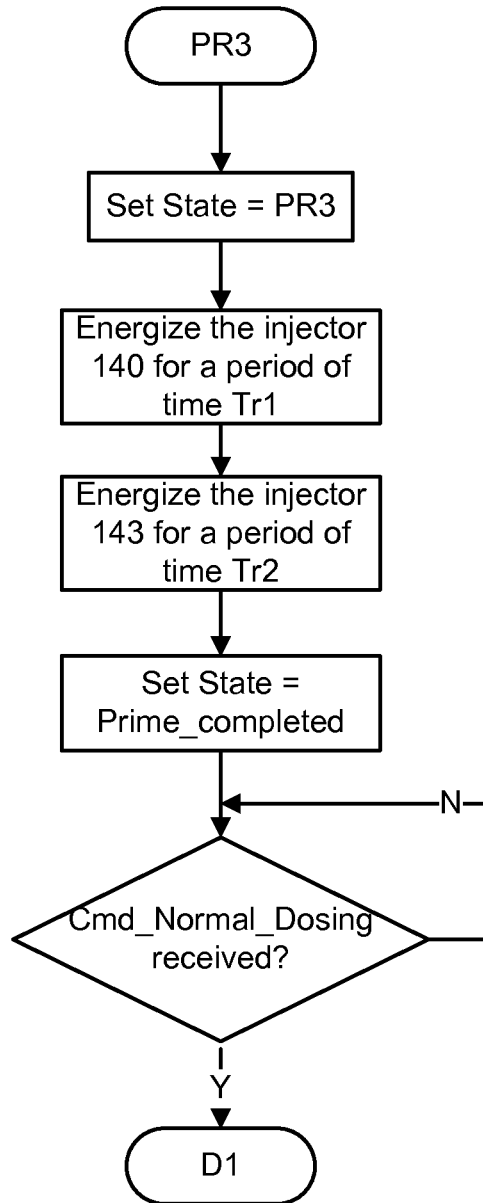 PR3
Set State = PR3
Energize the injector
140 for a period of
time Tr1
Energize the injector
143 for a period of
time Tr2
Set State =
Prime_completed
N
Cmd_Normal_Dosing
received?
Y
D1